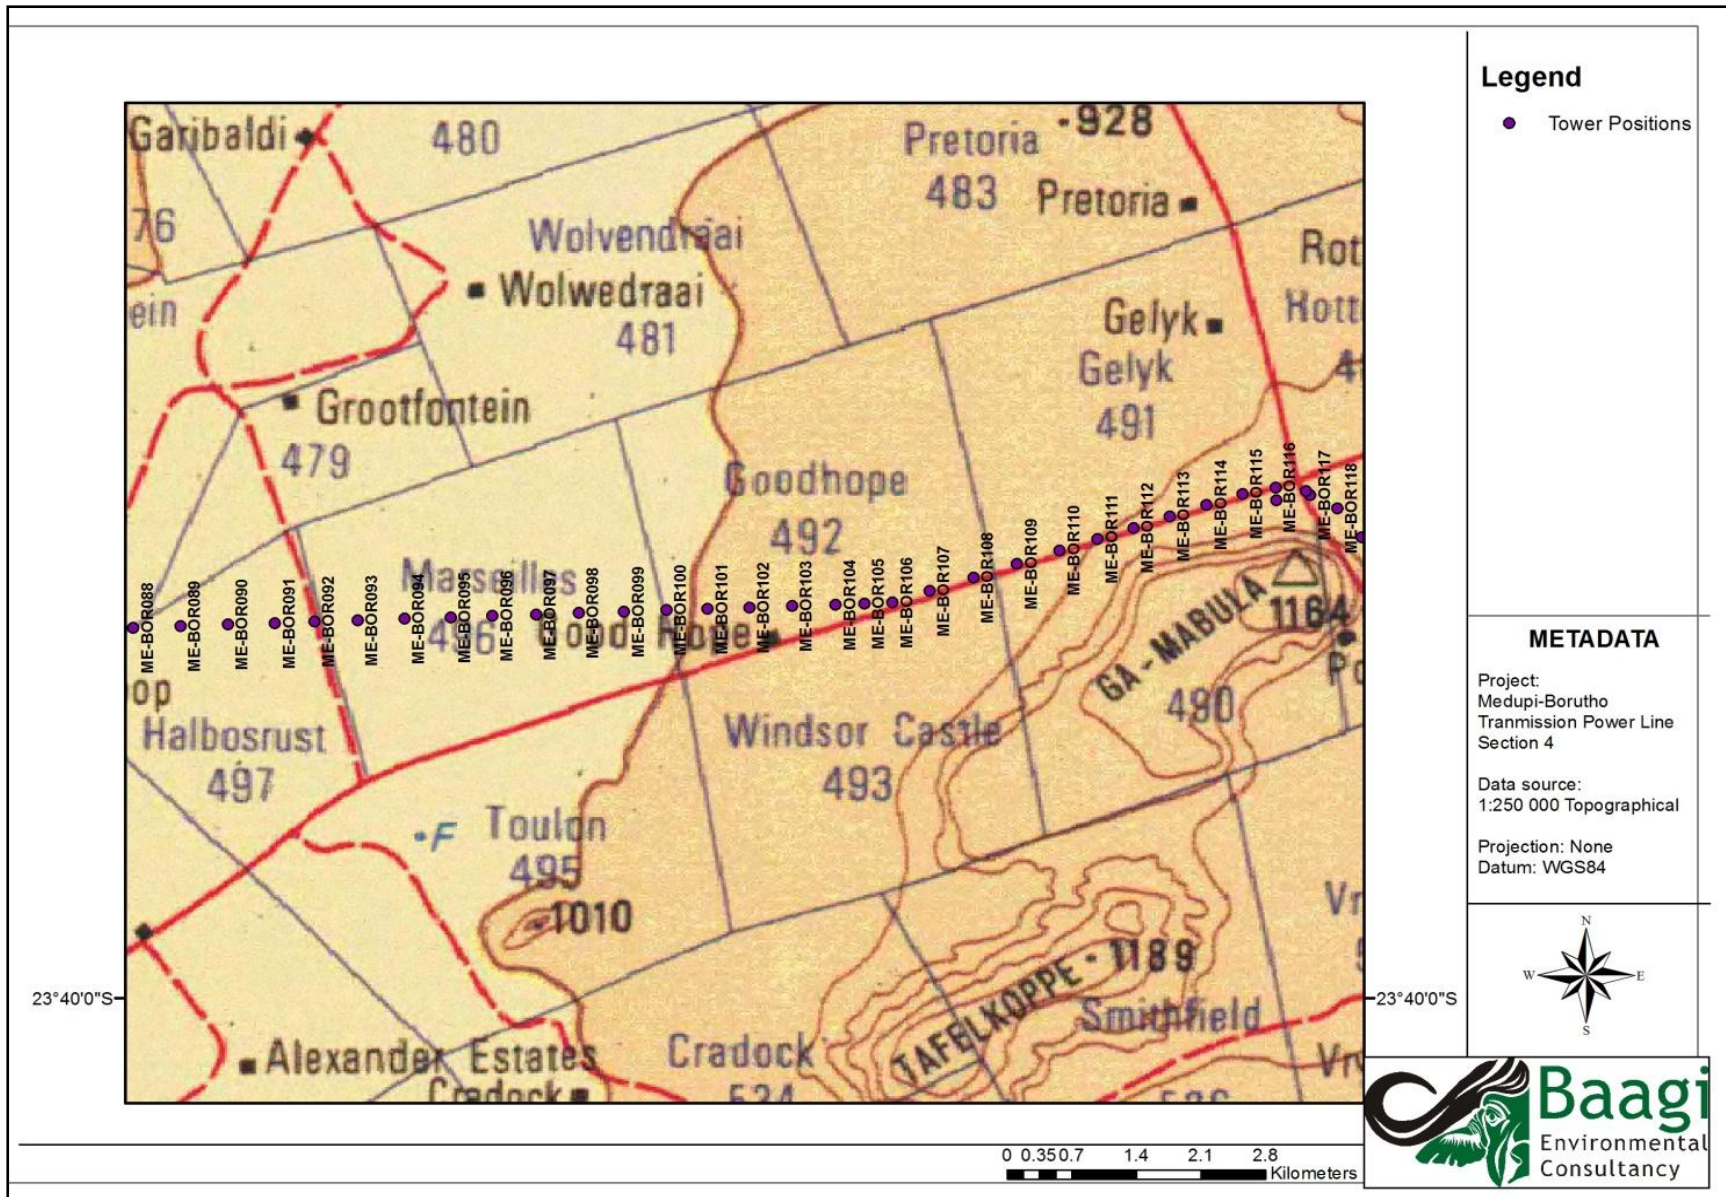 Legend
Tower Positions
Garibaldi
480
Pretoria
483
928
Pretoria
76
Wolvendraai
Wolwedraai
481
Rot
Hott
ein
Gelyk
Gelyk
491
Grootfontein
479
Goodhope
492
Marseilles
496
Good Hope
ME-BOR088
ME-BOR089
ME-BOR090
ME-BOR091
ME-BOR092
ME-BOR093
ME-BOR094
ME-BOR095
ME-BOR096
ME-BOR097
ME-BOR098
ME-BOR099
ME-BOR100
ME-BOR101
ME-BOR102
ME-BOR103
ME-BOR104
ME-BOR105
ME-BOR106
ME-BOR107
ME-BOR108
ME-BOR109
ME-BOR110
ME-BOR111
ME-BOR112
ME-BOR113
ME-BOR114
ME-BOR115
ME-BOR116
ME-BOR117
ME-BOR118
GA-MABULA
1164
490
op
Halbosrust
497
Windsor Castle
493
F
Toulon
495
1010
TAFELKOPPE
1189
Smithfield
Alexander Estates
Cradock
Cradock
534
23°40'0"S
23°40'0"S
METADATA
Project:
Medupi-Borutho
Tranmission Power Line
Section 4
Data source:
1:250 000 Topographical
Projection: None
Datum: WGS84
N
W
E
S
0 0.35 0.7 1.4 2.1 2.8
Kilometers
Baagi
Environmental
Consultancy